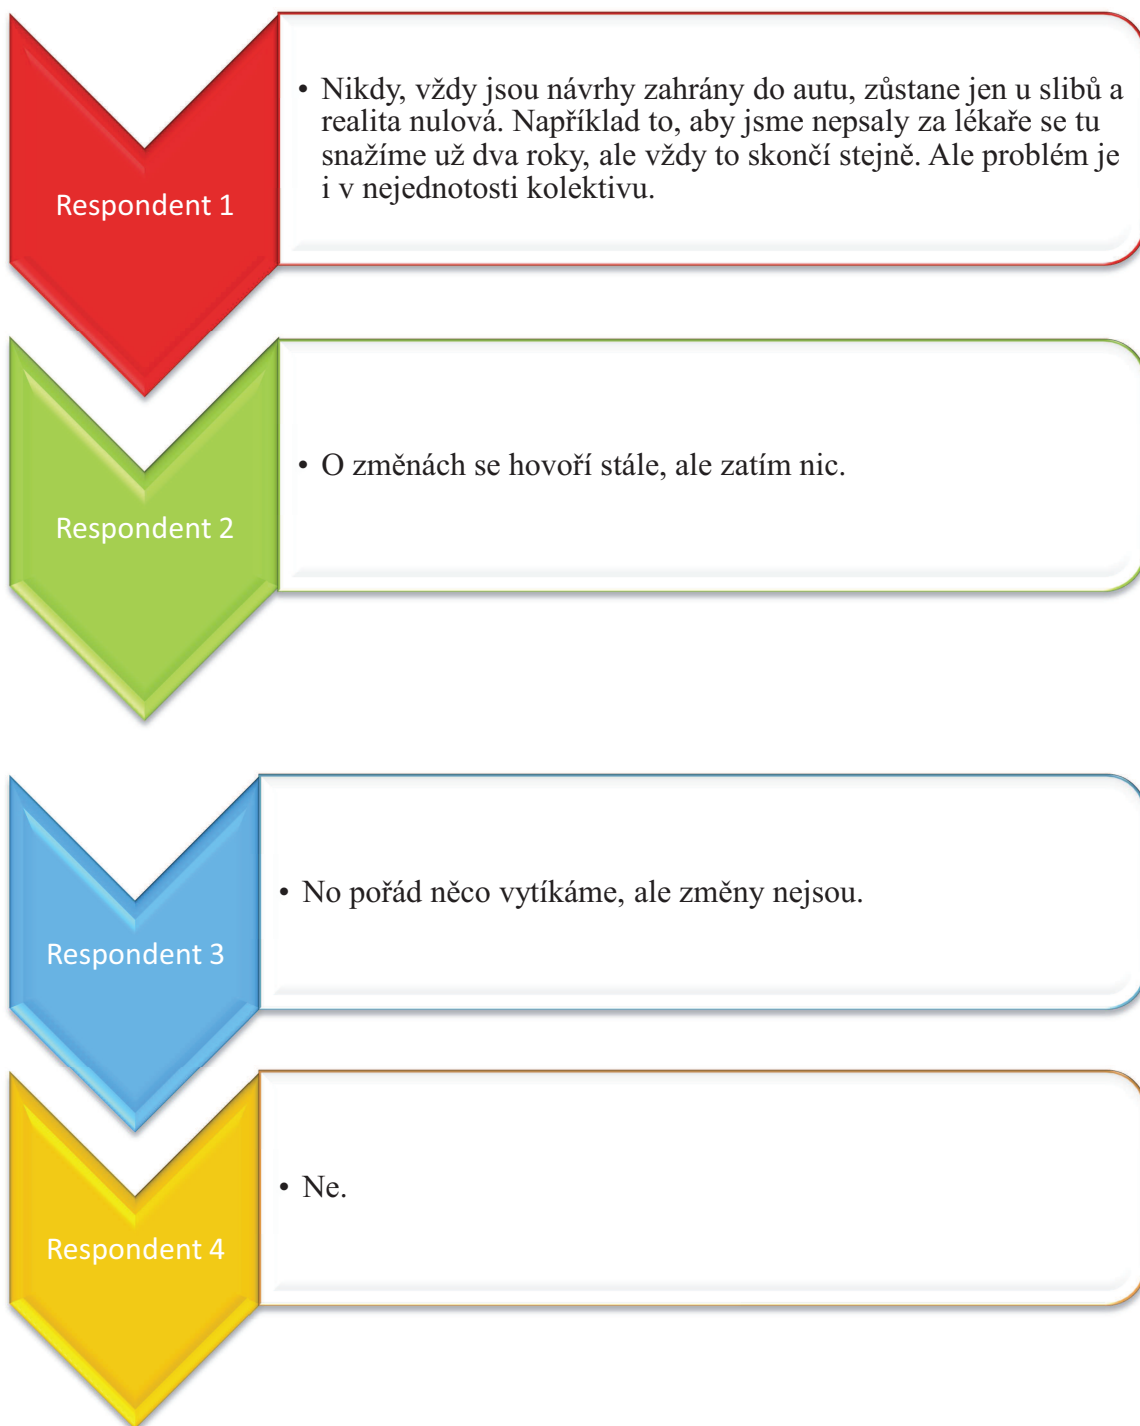 Respondent 1
• Nikdy, vždy jsou návrhy zahrány do autu, zůstane jen u slibů a
realita nulová. Například to, aby jsme nepsaly za lékaře se tu
snažíme už dva roky, ale vždy to skončí stejně. Ale problém je
i v nejednotosti kolektivu.
Respondent 2
• O změnách se hovoří stále, ale zatím nic.
Respondent 3
• No pořád něco vytíkáme, ale změny nejsou.
Respondent 4
• Ne.